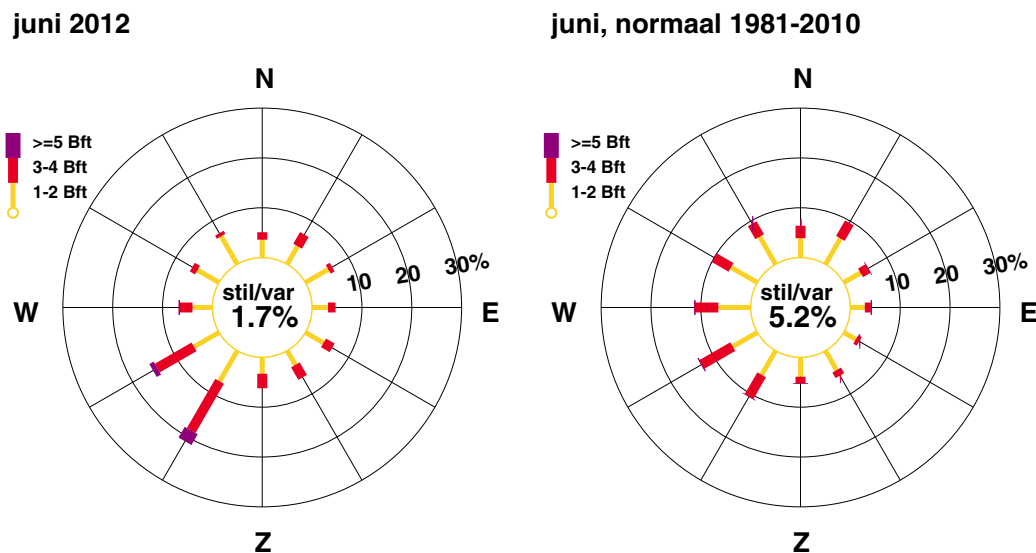 juni 2012
N
>=5 Bft
3-4 Bft
1-2 Bft
10
20
30%
stil/var
1.7%
W
E
Z
juni, normaal 1981-2010
N
>=5 Bft
3-4 Bft
1-2 Bft
10
20
30%
stil/var
5.2%
W
E
Z